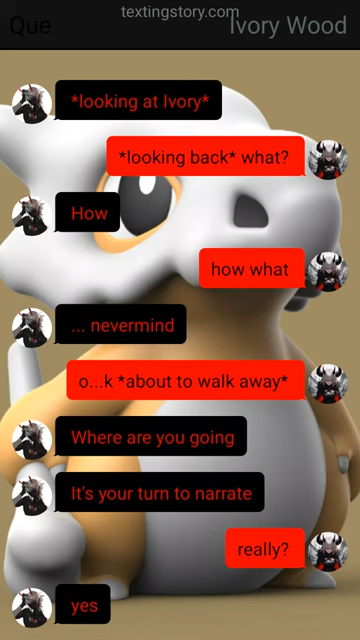 textingstory.com
Que
Ivory Wood
*looking at Ivory*
*looking back* what?
How
how what
... nevermind
o...k *about to walk away*
Where are you going
It's your turn to narrate
really?
yes